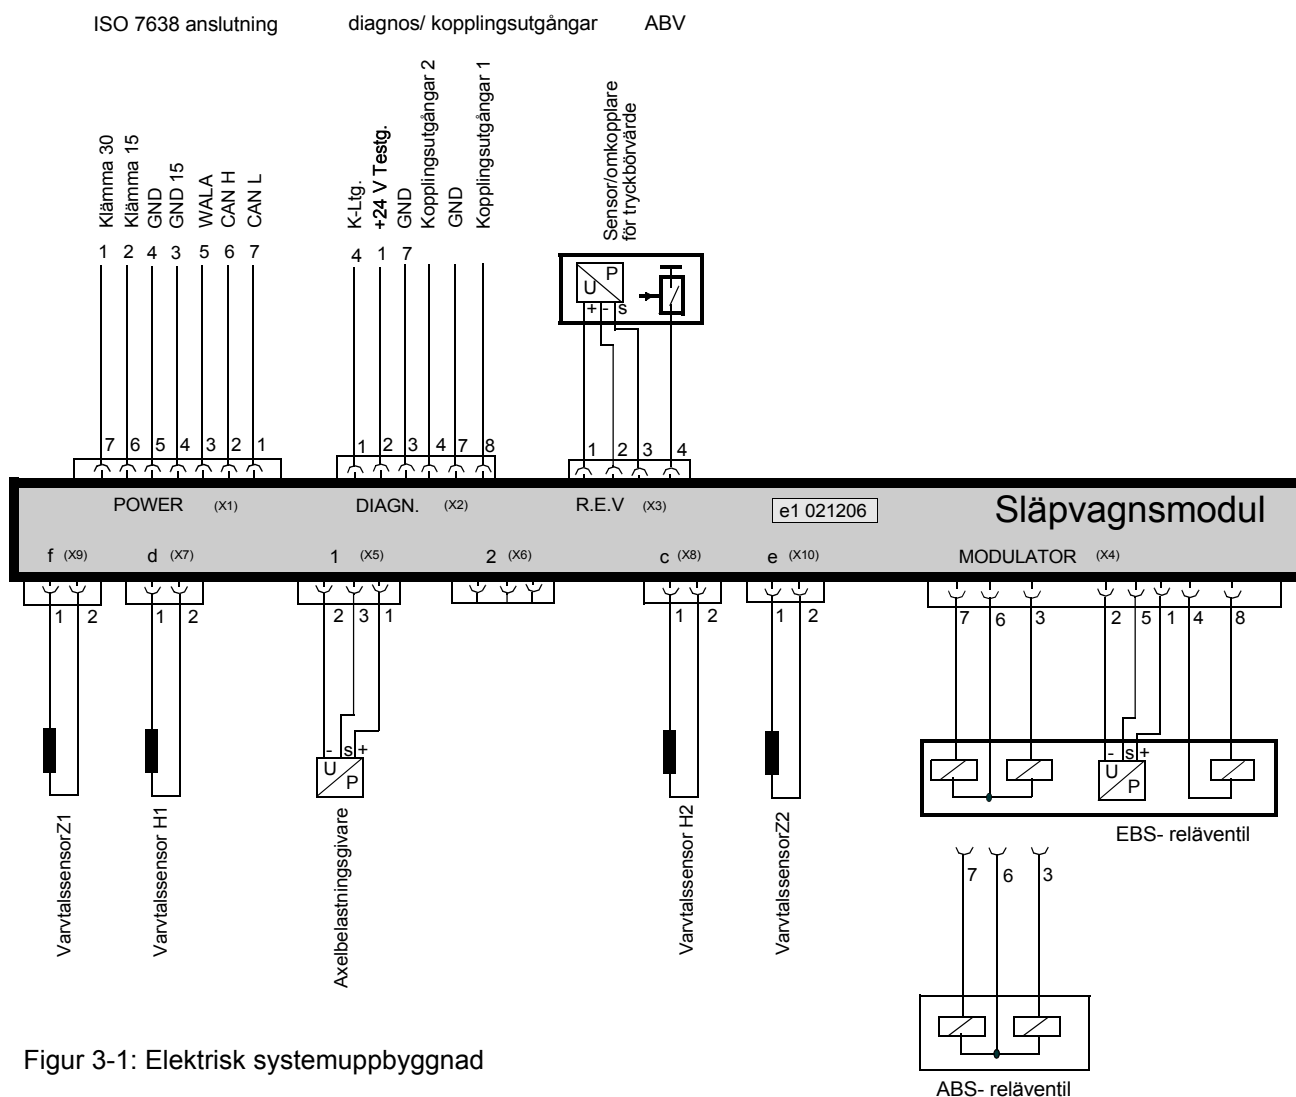 ISO 7638 anslutning
diagnos/ kopplingsutgångar
ABV
Klämma 30
Klämma 15
GND
GND 15
WALA
CAN H
CAN L
K-Ltg.
+24 V Testg.
GND
Kopplingsutgångar 2
GND
Kopplingsutgångar 1
Sensor/omkopplare
för tryckbörvärde
1 2 4 3 5 6 7
4 1 7
U P
+ - s
7 6 5 4 3 2 1
1 2 3 4 7 8
1 2 3 4
POWER (X1)
DIAGN. (X2)
R.E.V (X3)
e1 021206
Släpvagnsmodul
f (X9)
d (X7)
1 (X5)
2 (X6)
c (X8)
e (X10)
MODULATOR (X4)
1 2
1 2
2 3 1
1 2
1 2
7 6 3 2 5 1 4 8
- s +
U P
- s +
U P
VarvtalssensorZ1
Varvtalssensor H1
Axelbelastningsgivare
Varvtalssensor H2
VarvtalssensorZ2
EBS- reläventil
7 6 3
ABS- reläventil
Figur 3-1: Elektrisk systemuppbyggnad